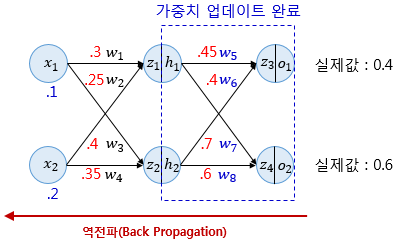 가중치 업데이트 완료
.3 w₁ .45 w₅
x₁ z₁ h₁ z₃ o₁ 실제값 : 0.4
.25 w₂ .4 w₆
.1
.4 w₃ .7 w₇
x₂ z₂ h₂ z₄ o₂ 실제값 : 0.6
.35 w₄ .6 w₈
.2
역전파(Back Propagation)